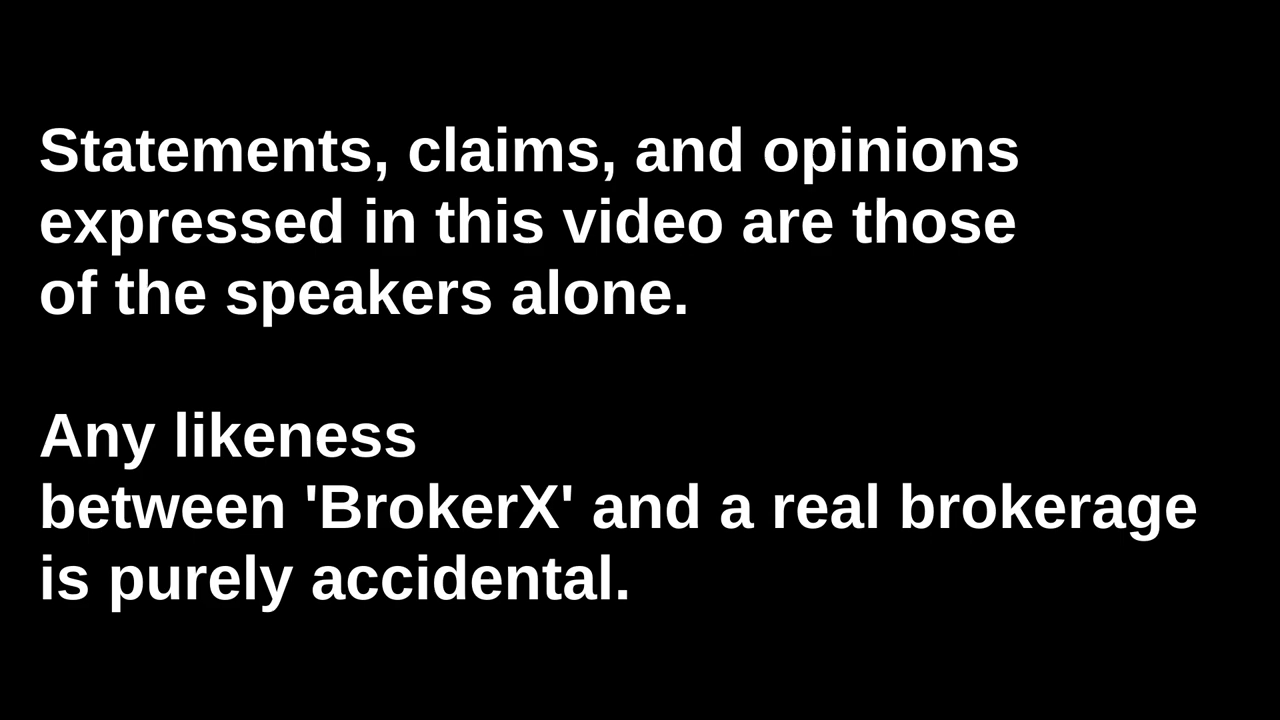 Statements, claims, and opinions
expressed in this video are those
of the speakers alone.
Any likeness
between 'BrokerX' and a real brokerage
is purely accidental.